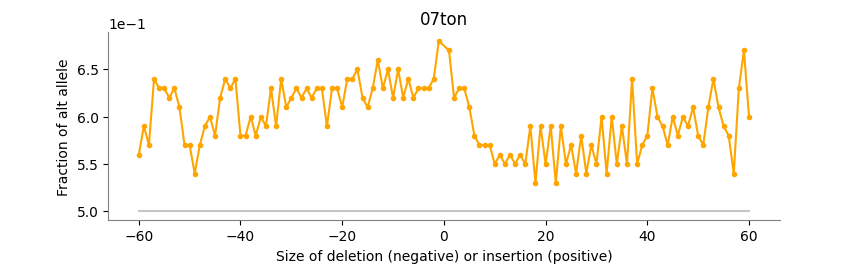 07ton
1e−1
Fraction of alt allele
6.5
6.0
5.5
5.0
−60 −40 −20 0 20 40 60
Size of deletion (negative) or insertion (positive)